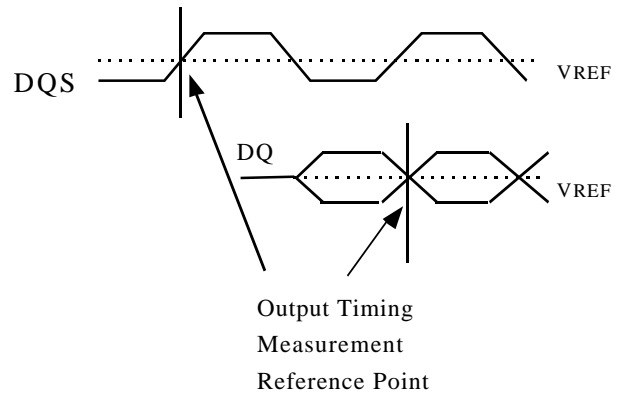 DQS
VREF
DQ
VREF
Output Timing
Measurement
Reference Point